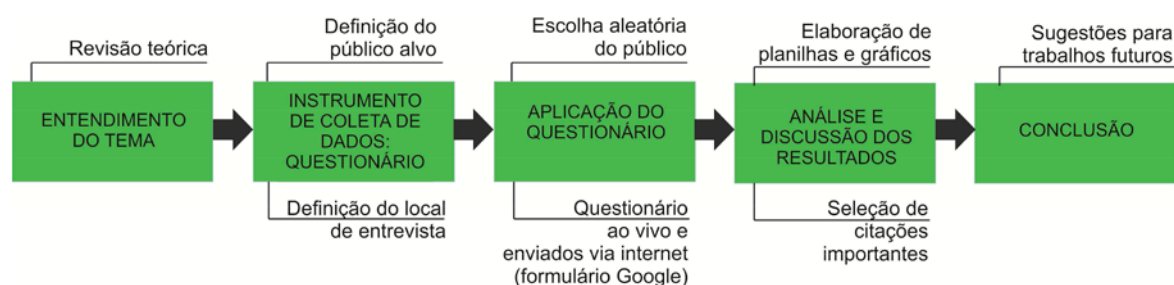 Revisão teórica
ENTENDIMENTO
DO TEMA
Definição do
público alvo
INSTRUMENTO
DE COLETA DE
DADOS:
QUESTIONÁRIO
Definição do local
de entrevista
Escolha aleatória
do público
APLICAÇÃO DO
QUESTIONÁRIO
Questionário
ao vivo e
enviados via internet
(formulário Google)
Elaboração de
planilhas e gráficos
ANÁLISE E
DISCUSSÃO DOS
RESULTADOS
Seleção de
citações
importantes
Sugestões para
trabalhos futuros
CONCLUSÃO